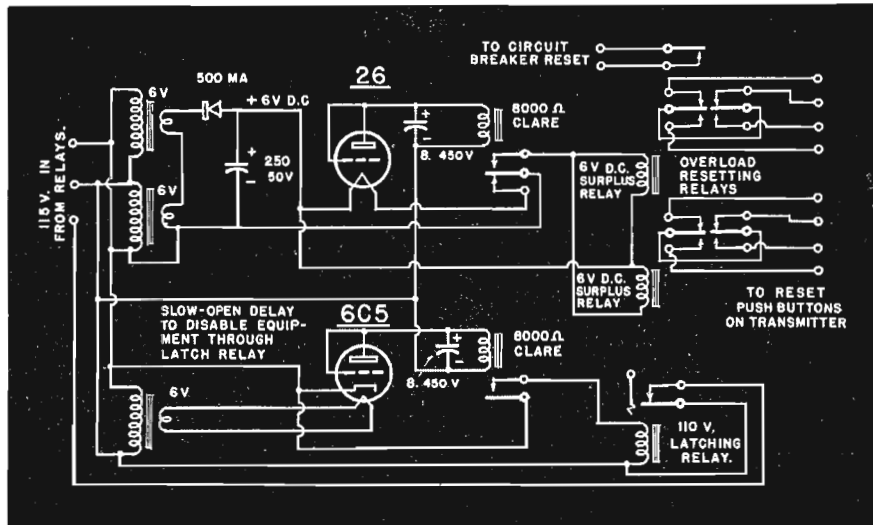 TO CIRCUIT
BREAKER RESET
26
500 MA
6V
+ 6V D.C
8000 Ω
CLARE
+
-
8. 450V
+
250
-
50V
115V. IN
FROM RELAYS.
6V
6V D.C.
SURPLUS
RELAY
OVERLOAD
RESETTING
RELAYS
6V D.C.
SURPLUS
RELAY
TO RESET
PUSH BUTTONS
ON TRANSMITTER
SLOW-OPEN DELAY
TO DISABLE EQUIP-
MENT THROUGH
LATCH RELAY
6C5
+
-
8. 450 V
8000Ω
CLARE
6V
110 V,
LATCHING
RELAY.